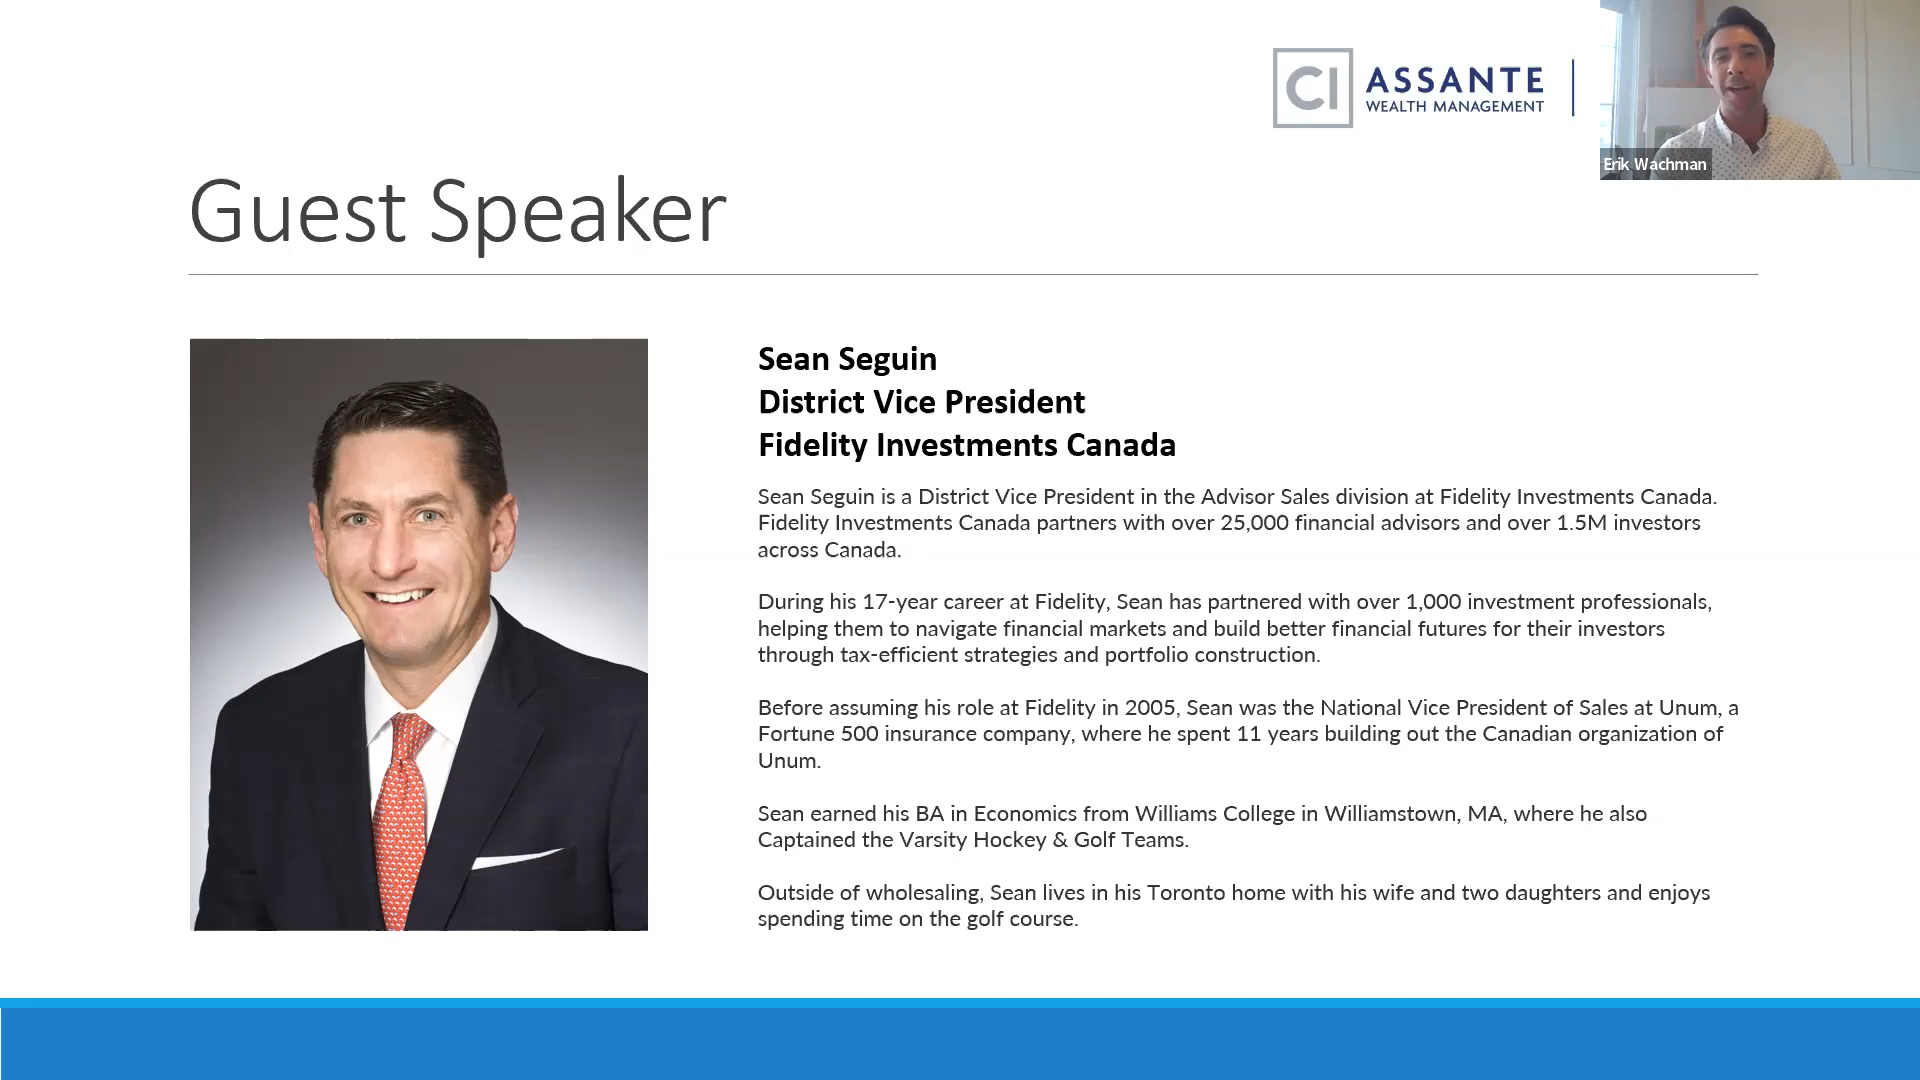 CI ASSANTE
WEALTH MANAGEMENT
Erik Wachman
Guest Speaker
Sean Seguin
District Vice President
Fidelity Investments Canada
Sean Seguin is a District Vice President in the Advisor Sales division at Fidelity Investments Canada.
Fidelity Investments Canada partners with over 25,000 financial advisors and over 1.5M investors
across Canada.
During his 17-year career at Fidelity, Sean has partnered with over 1,000 investment professionals,
helping them to navigate financial markets and build better financial futures for their investors
through tax-efficient strategies and portfolio construction.
Before assuming his role at Fidelity in 2005, Sean was the National Vice President of Sales at Unum, a
Fortune 500 insurance company, where he spent 11 years building out the Canadian organization of
Unum.
Sean earned his BA in Economics from Williams College in Williamstown, MA, where he also
Captained the Varsity Hockey & Golf Teams.
Outside of wholesaling, Sean lives in his Toronto home with his wife and two daughters and enjoys
spending time on the golf course.